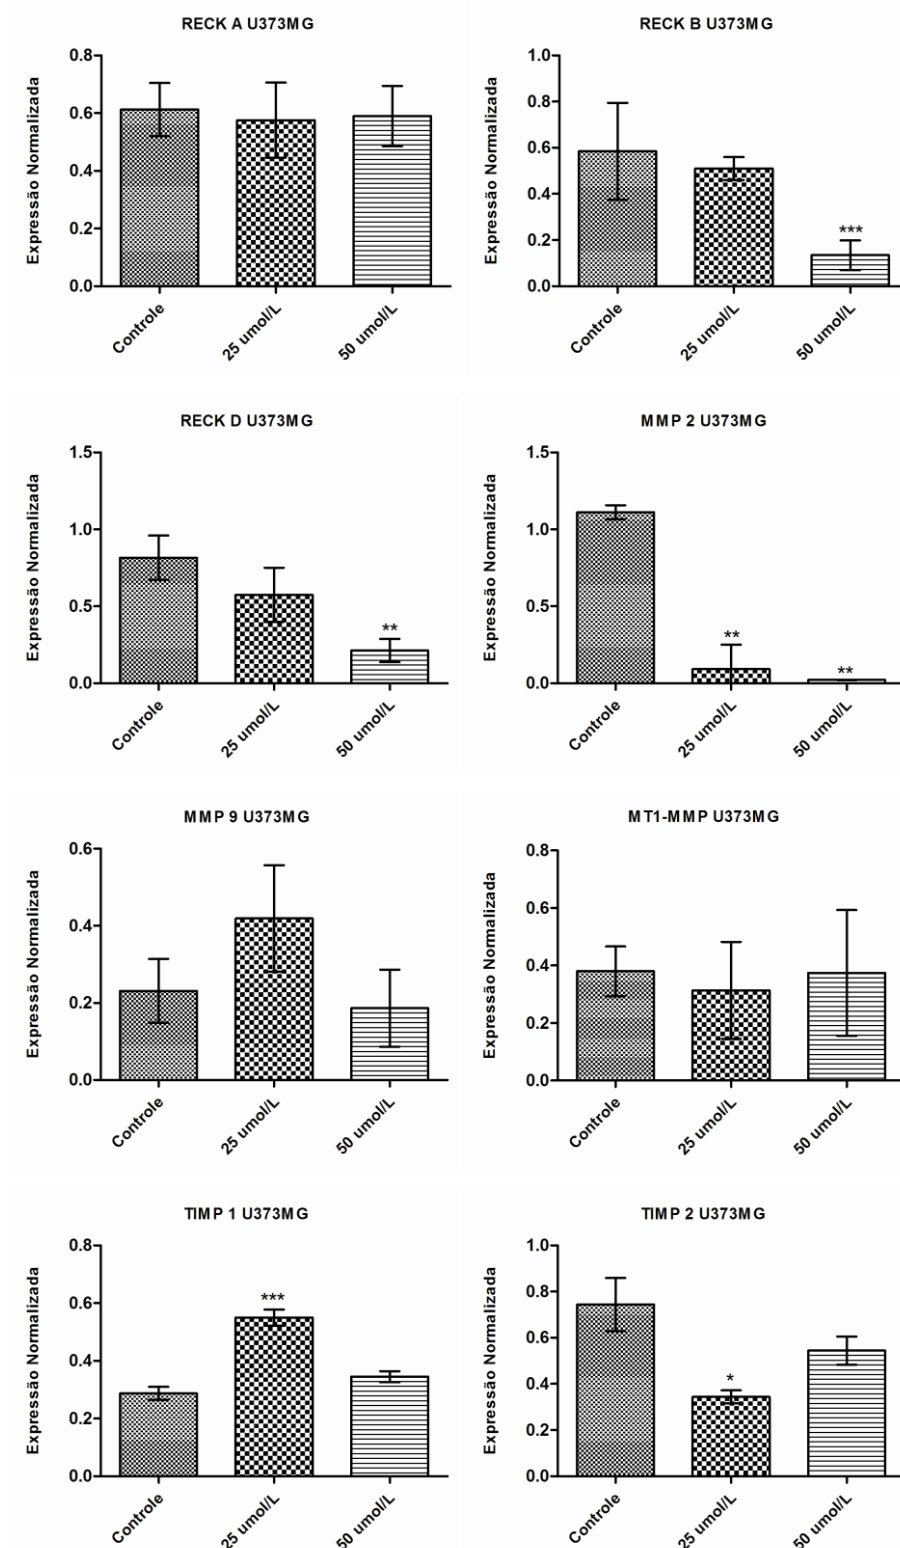 RECK A U373MG
Expressão Normalizada
0.8
0.6
0.4
0.2
0.0
Controle
25 umol/L
50 umol/L
RECK B U373MG
Expressão Normalizada
1.0
0.8
0.6
0.4
0.2
0.0
***
Controle
25 umol/L
50 umol/L
RECK D U373MG
Expressão Normalizada
1.5
1.0
0.5
0.0
**
Controle
25 umol/L
50 umol/L
MMP 2 U373MG
Expressão Normalizada
1.5
1.0
0.5
0.0
**
**
Controle
25 umol/L
50 umol/L
MMP 9 U373MG
Expressão Normalizada
0.6
0.4
0.2
0.0
Controle
25 umol/L
50 umol/L
MT1-MMP U373MG
Expressão Normalizada
0.8
0.6
0.4
0.2
0.0
Controle
25 umol/L
50 umol/L
TIMP 1 U373MG
Expressão Normalizada
0.8
0.6
0.4
0.2
0.0
***
Controle
25 umol/L
50 umol/L
TIMP 2 U373MG
Expressão Normalizada
1.0
0.8
0.6
0.4
0.2
0.0
*
Controle
25 umol/L
50 umol/L